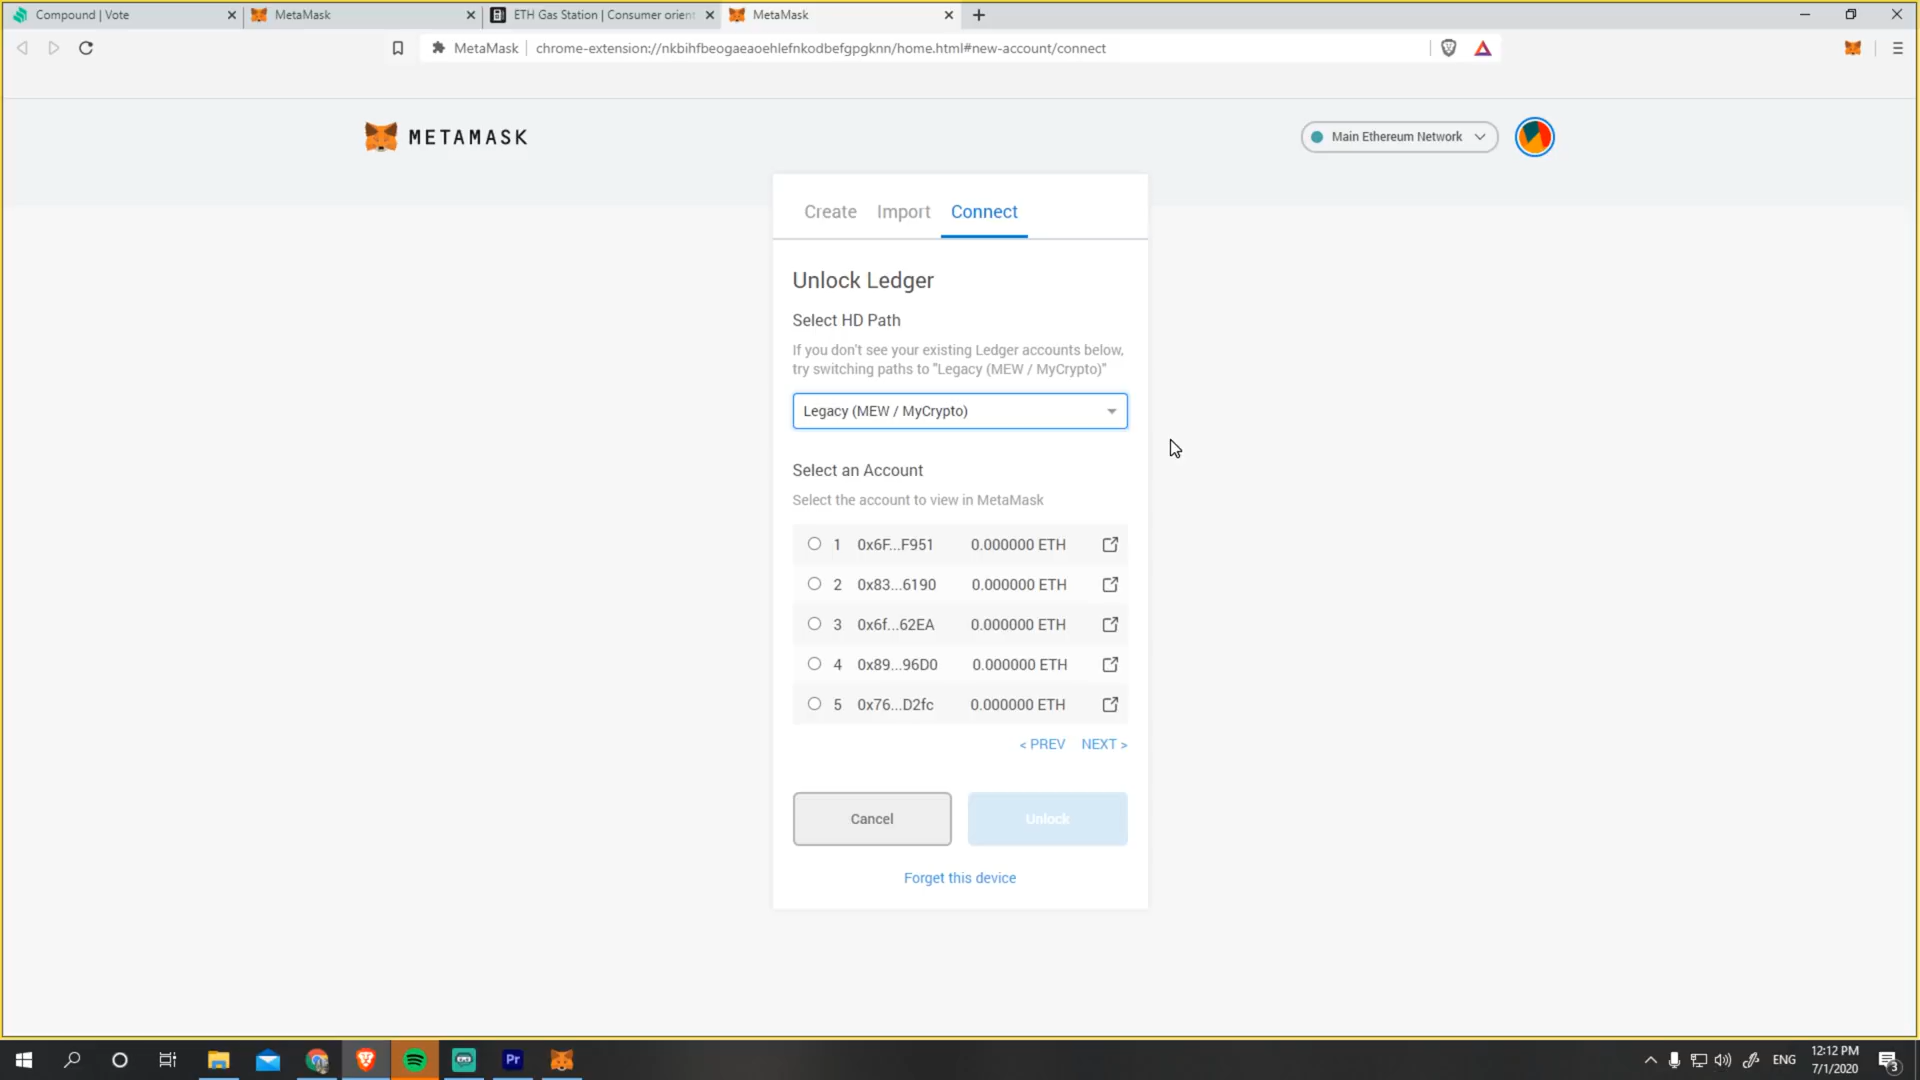 Compound | Vote
MetaMask
ETH Gas Station | Consumer orient
MetaMask
MetaMask
chrome-extension://nkbihfbeogaeaoehlefnkodbefgpgknn/home.html#new-account/connect
METAMASK
Main Ethereum Network
Create Import Connect
Unlock Ledger
Select HD Path
If you don't see your existing Ledger accounts below,
try switching paths to "Legacy (MEW / MyCrypto)"
Legacy (MEW / MyCrypto)
Select an Account
Select the account to view in MetaMask
1 0x6F...F951 0.000000 ETH
2 0x83...6190 0.000000 ETH
3 0x6f...62EA 0.000000 ETH
4 0x89...96D0 0.000000 ETH
5 0x76...D2fc 0.000000 ETH
< PREV NEXT >
Cancel Unlock
Forget this device
Pr
ENG
12:12 PM
7/1/2020
3